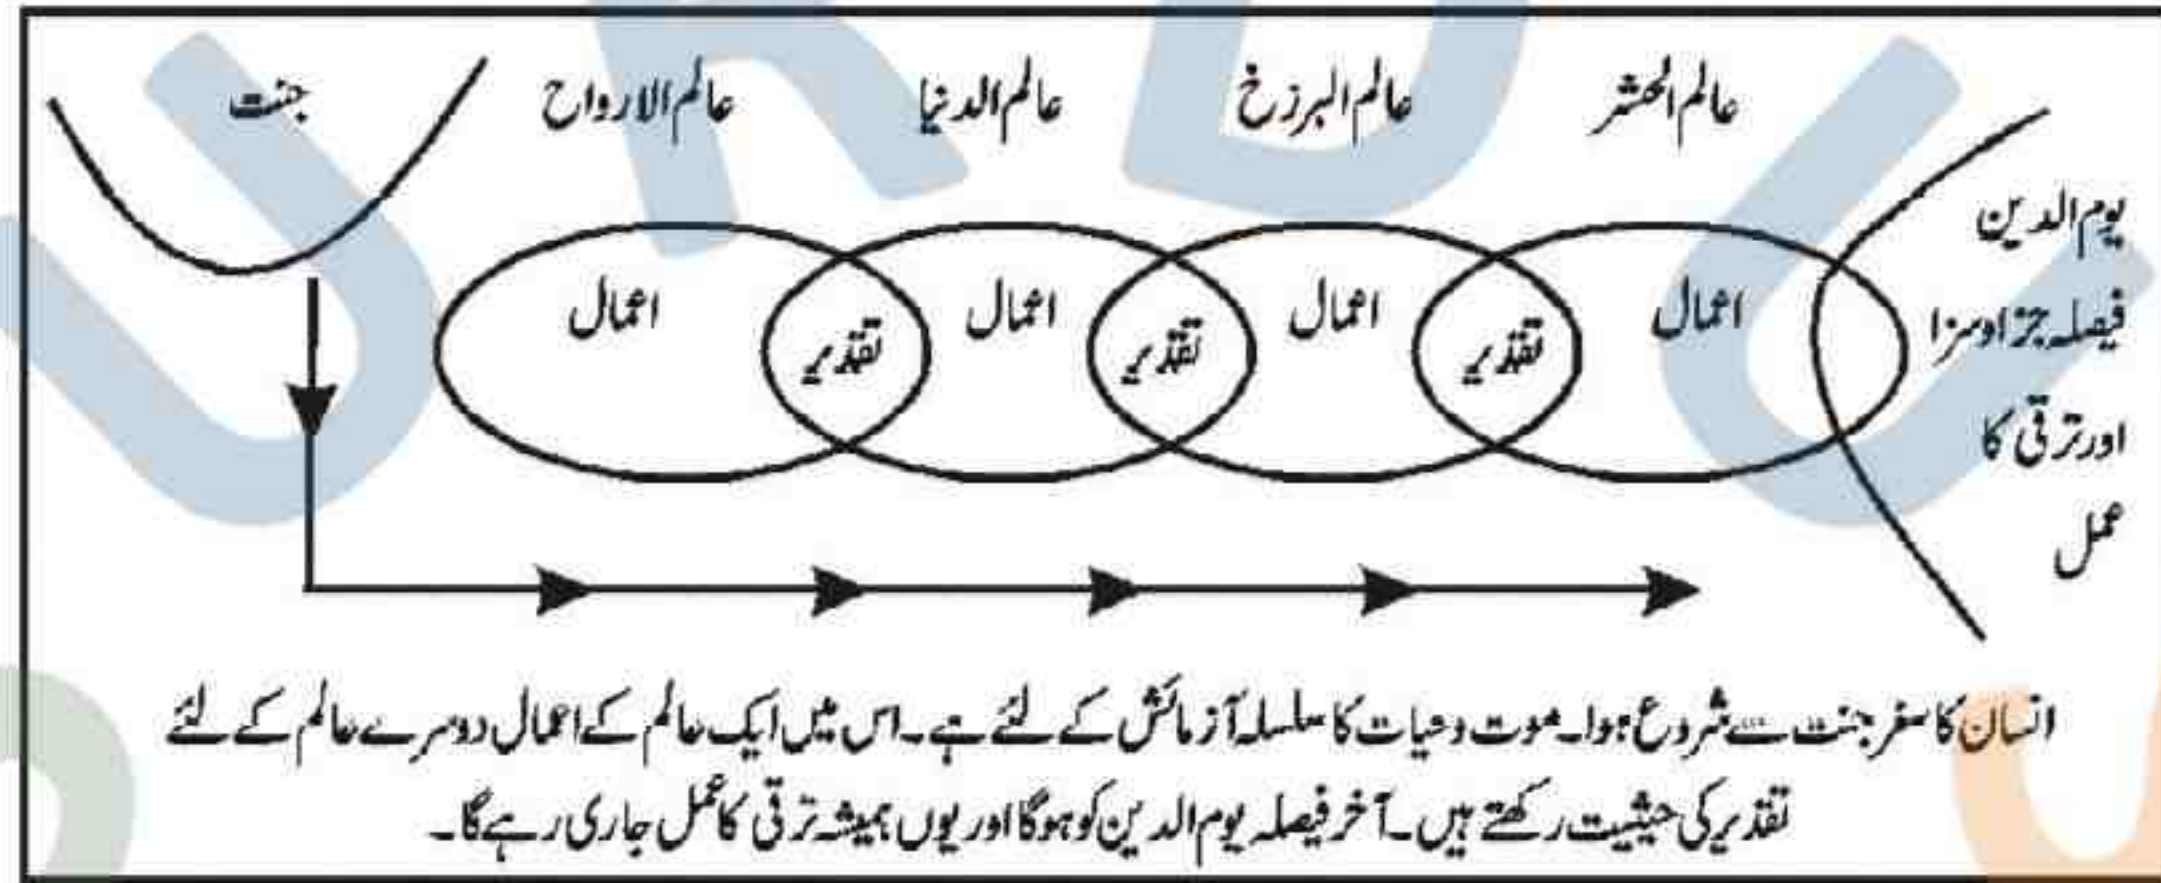 جنت
عالم الارواح
عالم الدنیا
عالم البرزخ
عالم الحشر
یوم الدین
فیصلہ جزا و سزا
اور ترقی کا
عمل
اعمال
تقدیر
اعمال
تقدیر
اعمال
تقدیر
اعمال
انسان کا سفر جنت سے شروع ہوا۔ موت و حیات کا سلسلہ آزمائش کے لئے ہے۔ اس میں ایک عالم کے اعمال دوسرے عالم کے لئے
تقدیر کی حیثیت رکھتے ہیں۔ آخر فیصلہ یوم الدین کو ہوگا اور یوں ہمیشہ ترقی کا عمل جاری رہے گا۔